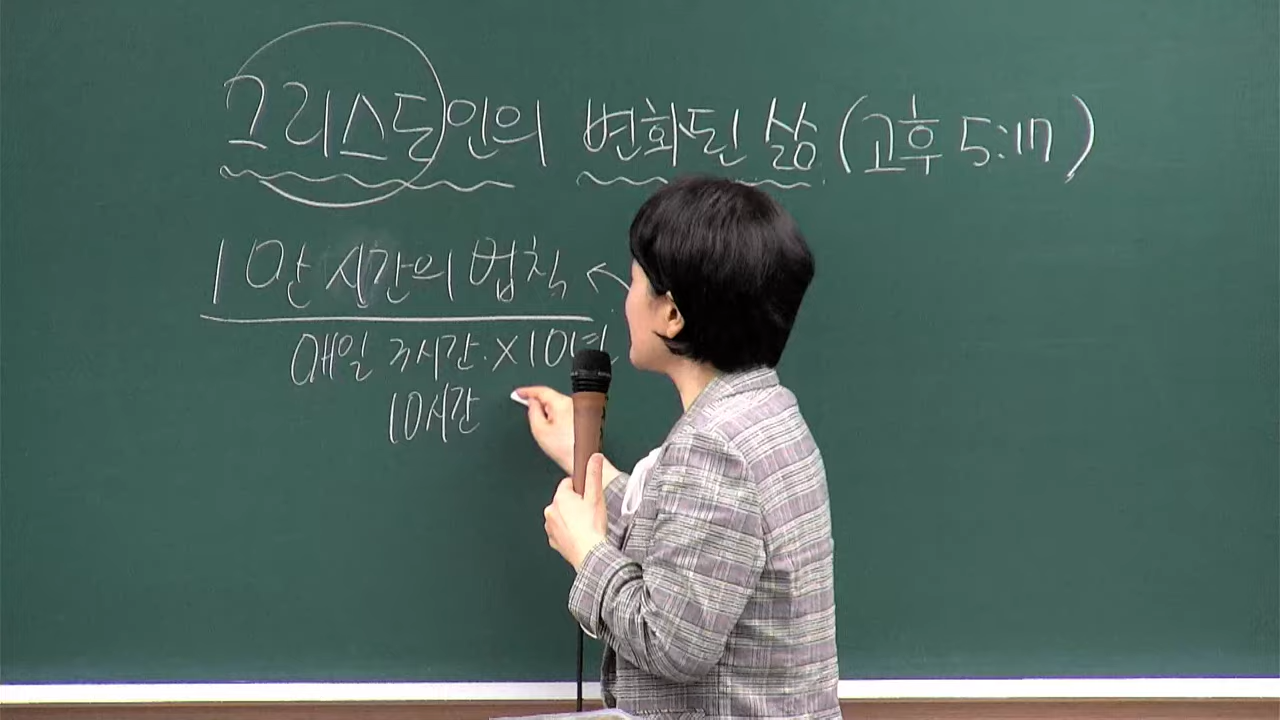 그리스도인의 변화된 삶 (고후 5:17)
1만 시간의 법칙 ←
매일 3시간 × 10년
10시간